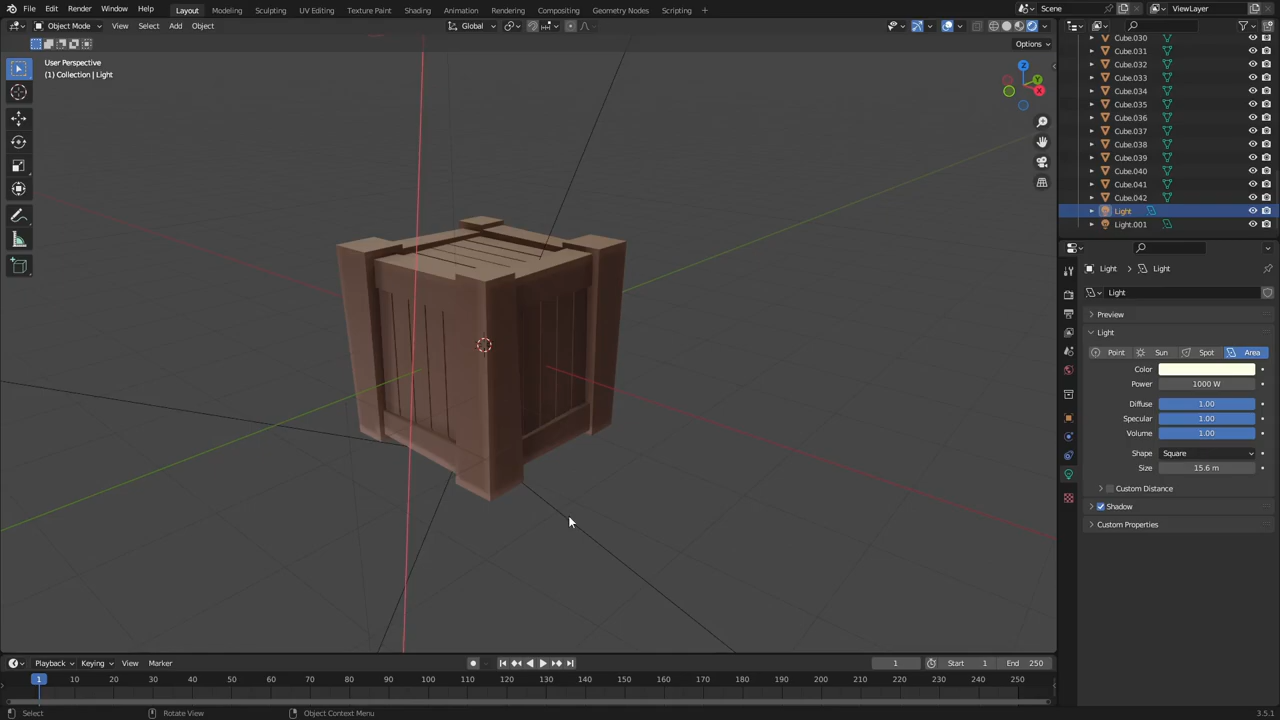 File Edit Render Window Help Layout Modeling Sculpting UV Editing Texture Paint Shading Animation Rendering Compositing Geometry Nodes Scripting + Scene ViewLayer
Object Mode View Select Add Object Global
Options
User Perspective
(1) Collection | Light
Z
Y
X
Cube.030
Cube.031
Cube.032
Cube.033
Cube.034
Cube.035
Cube.036
Cube.037
Cube.038
Cube.039
Cube.040
Cube.041
Cube.042
Light
Light.001
Light > Light
Light
Preview
Light
Point Sun Spot Area
Color
Power 1000 W
Diffuse 1.00
Specular 1.00
Volume 1.00
Shape Square
Size 15.6 m
Custom Distance
Shadow
Custom Properties
Playback Keying View Marker 1 Start 1 End 250
1 10 20 30 40 50 60 70 80 90 100 110 120 130 140 150 160 170 180 190 200 210 220 230 240 250
Select Rotate View Object Context Menu 3.5.1